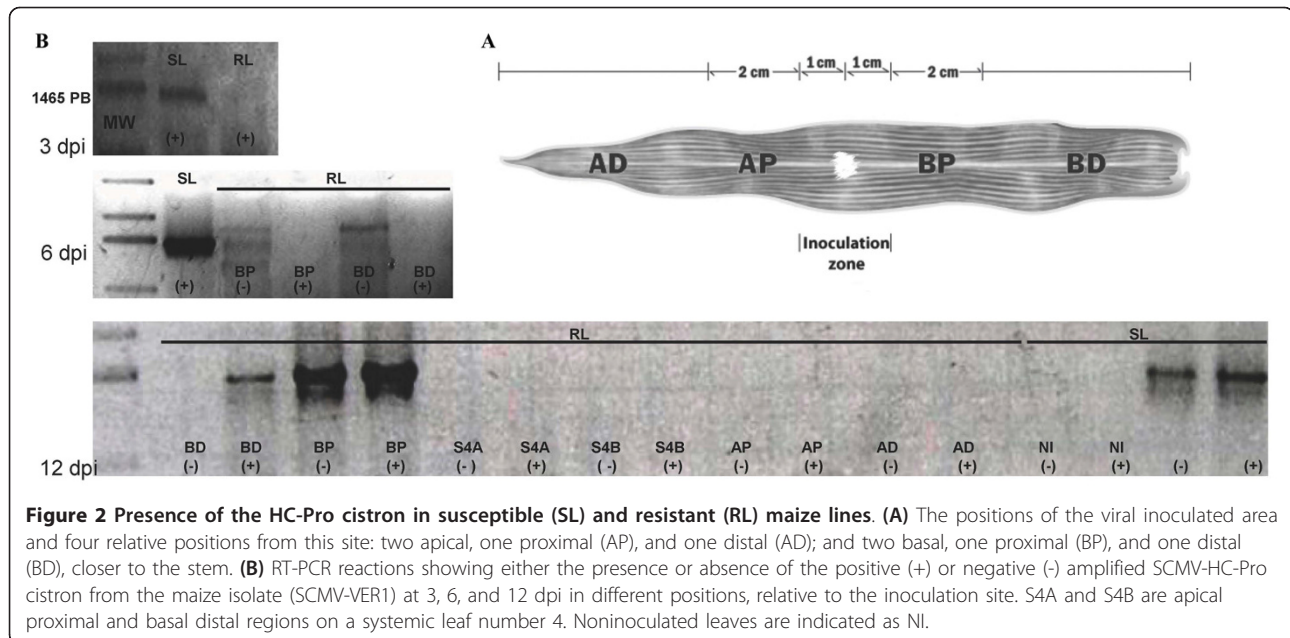 B
A
SL RL
1465 PB
MW (+) (+)
3 dpi
1 cm 1 cm
2 cm 2 cm
AD AP BP BD
Inoculation
zone
SL RL
6 dpi
BP BP BD BD
(+) (-) (+) (-) (+)
RL SL
BD BD BP BP S4A S4A S4B S4B AP AP AD AD NI NI
12 dpi (-) (+) (-) (+) (-) (+) (-) (+) (-) (+) (-) (+) (-) (+) (-) (+)
Figure 2 Presence of the HC-Pro cistron in susceptible (SL) and resistant (RL) maize lines. (A) The positions of the viral inoculated area
and four relative positions from this site: two apical, one proximal (AP), and one distal (AD); and two basal, one proximal (BP), and one distal
(BD), closer to the stem. (B) RT-PCR reactions showing either the presence or absence of the positive (+) or negative (-) amplified SCMV-HC-Pro
cistron from the maize isolate (SCMV-VER1) at 3, 6, and 12 dpi in different positions, relative to the inoculation site. S4A and S4B are apical
proximal and basal distal regions on a systemic leaf number 4. Noninoculated leaves are indicated as NI.